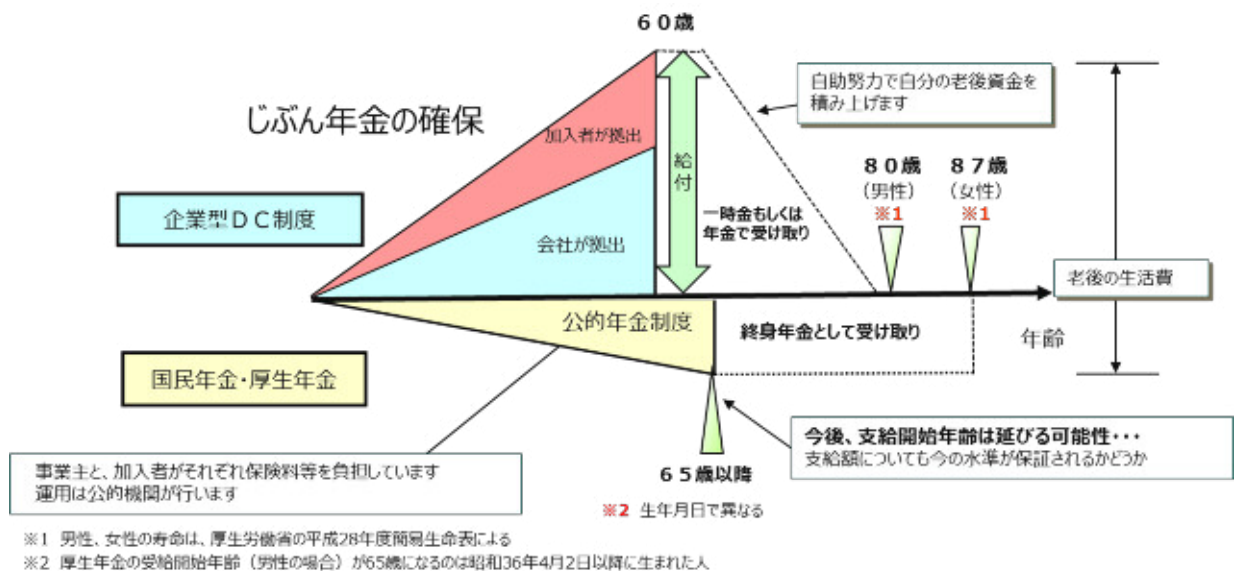 60歳
じぶん年金の確保
自助努力で自分の老後資金を
積み上げます
加入者が拠出
給付
80歳
(男性)
※1
87歳
(女性)
※1
企業型DC制度
一時金もしくは
年金で受け取り
会社が拠出
老後の生活費
公的年金制度
終身年金として受け取り
年齢
国民年金・厚生年金
今後、支給開始年齢は延びる可能性・・・
支給額についても今の水準が保証されるかどうか
事業主と、加入者がそれぞれ保険料等を負担しています
運用は公的機関が行います
65歳以降
※2 生年月日で異なる
※1 男性、女性の寿命は、厚生労働省の平成28年度簡易生命表による
※2 厚生年金の受給開始年齢(男性の場合)が65歳になるのは昭和36年4月2日以降に生まれた人